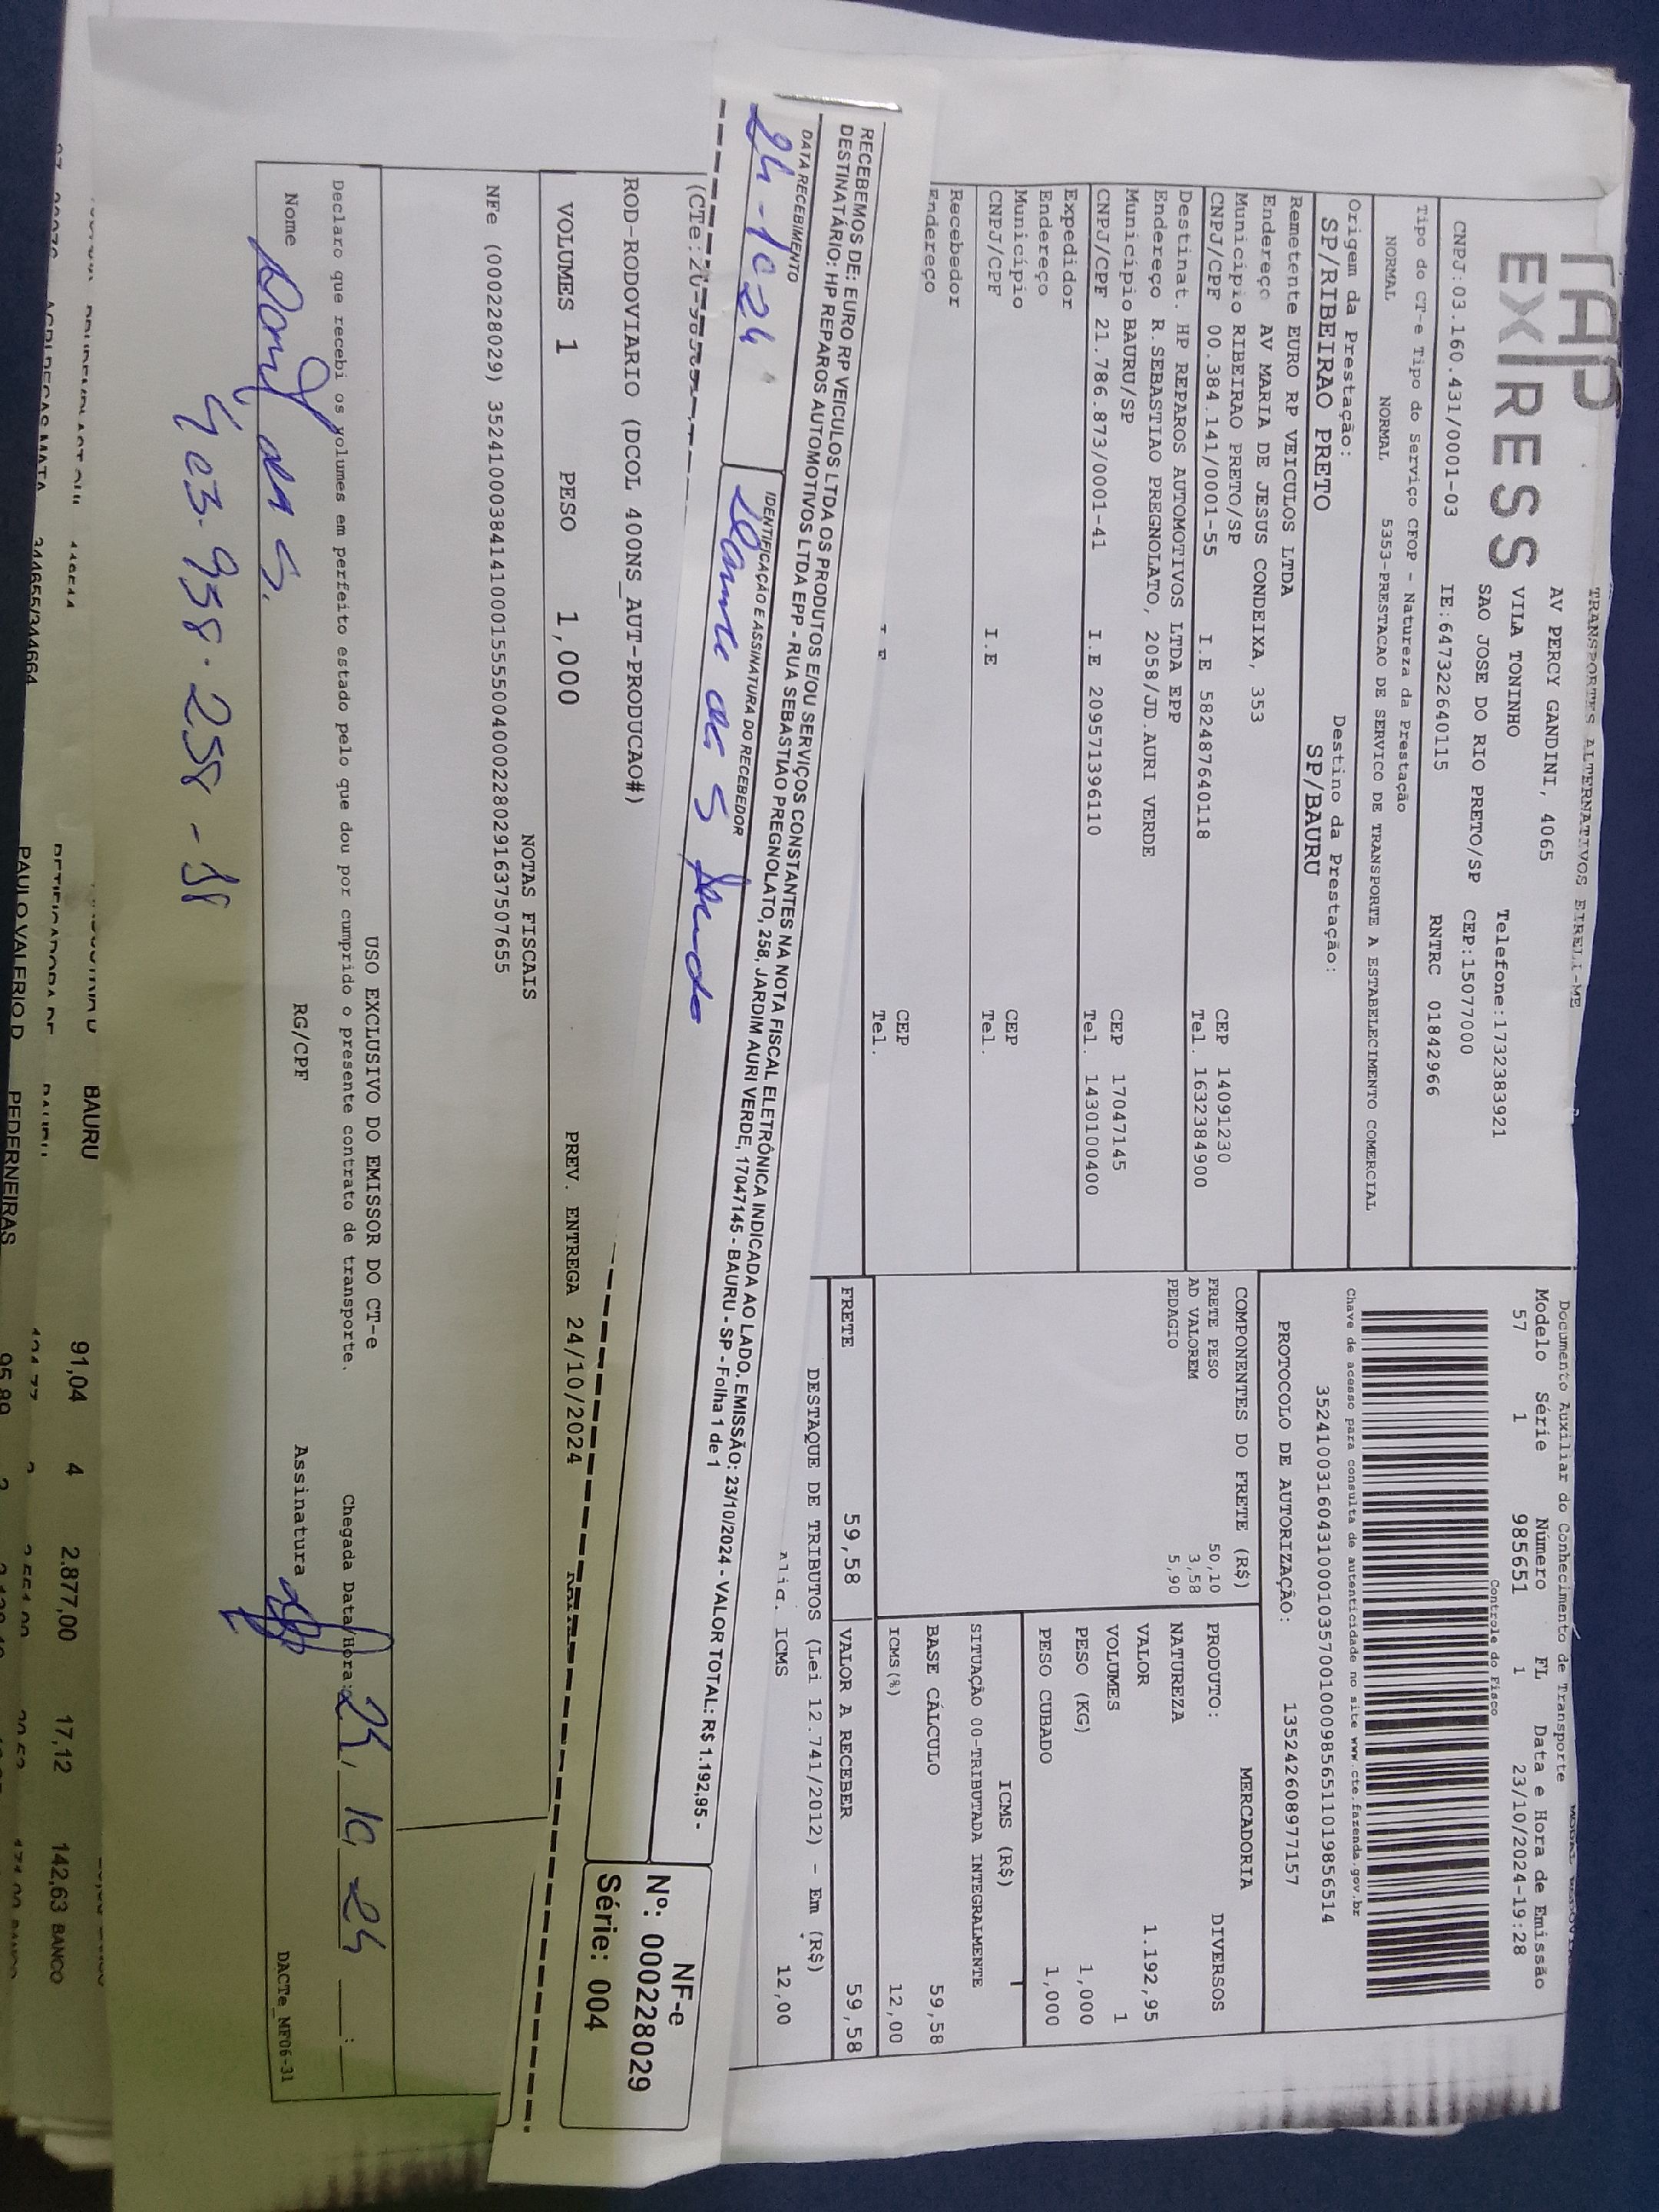 TAP
EXPRESS
TRANSPORTES ALTERNATIVOS EIRELI-ME
AV PERCY GANDINI, 4065
VILA TONINHO Telefone:1732383921
SAO JOSE DO RIO PRETO/SP CEP:15077000
CNPJ:03.160.431/0001-03 IE:647322640115 RNTRC 01842966
Tipo do CT-e Tipo do Serviço CFOP - Natureza da Prestação
NORMAL NORMAL 5353-PRESTACAO DE SERVICO DE TRANSPORTE A ESTABELECIMENTO COMERCIAL
Origem da Prestação: Destino da Prestação:
SP/RIBEIRAO PRETO SP/BAURU
Remetente EURO RP VEICULOS LTDA
Endereço AV MARIA DE JESUS CONDEIXA, 353
Município RIBEIRAO PRETO/SP CEP 14091230
CNPJ/CPF 00.384.141/0001-55 I.E 582487640118 Tel. 1632384900
Destinat. HP REPAROS AUTOMOTIVOS LTDA EPP
Endereço R.SEBASTIAO PREGNOLATO, 2058/JD.AURI VERDE
Município BAURU/SP CEP 17047145
CNPJ/CPF 21.786.873/0001-41 I.E 209571396110 Tel. 1430100400
Expedidor
Endereço
Município CEP
CNPJ/CPF I.E Tel.
Recebedor
Endereço
CEP
Tel.
Documento Auxiliar do Conhecimento de Transporte
Modelo Série Número FL Data e Hora de Emissão
57 1 985651 1 23/10/2024-19:28
Controle do Fisco
Chave de acesso para consulta de autenticidade no site www.cte.fazenda.gov.br
35241003160431000103570010009856511019856514
PROTOCOLO DE AUTORIZAÇÃO: 135242608977157
COMPONENTES DO FRETE (R$)
FRETE PESO 50,10
AD VALOREM 3,58
PEDAGIO 5,90
MERCADORIA
PRODUTO: DIVERSOS
NATUREZA
VALOR 1.192,95
VOLUMES 1
PESO (KG) 1,000
PESO CUBADO 1,000
ICMS (R$)
SITUAÇÃO 00-TRIBUTADA INTEGRALMENTE
BASE CÁLCULO 59,58
ICMS(%) 12,00
FRETE 59,58 VALOR A RECEBER 59,58
DESTAQUE DE TRIBUTOS (Lei 12.741/2012) - Em (R$)
Aliq. ICMS 12,00
RECEBEMOS DE: EURO RP VEICULOS LTDA OS PRODUTOS E/OU SERVIÇOS CONSTANTES NA NOTA FISCAL ELETRÔNICA INDICADA AO LADO. EMISSÃO: 23/10/2024 - VALOR TOTAL: R$ 1.192,95 -
DESTINATÁRIO: HP REPAROS AUTOMOTIVOS LTDA EPP - RUA SEBASTIAO PREGNOLATO, 258, JARDIM AURI VERDE, 17047145 - BAURU - SP - Folha 1 de 1
DATA RECEBIMENTO IDENTIFICAÇÃO E ASSINATURA DO RECEBEDOR
24-10-24
NF-e
Nº: 000228029
Série: 004
ROD-RODOVIARIO (DCOL 400NS_AUT-PRODUCAO#)
VOLUMES 1 PESO 1,000 PREV. ENTREGA 24/10/2024
NOTAS FISCAIS
NFe (000228029) 35241000384141000155550040002280291637507655
USO EXCLUSIVO DO EMISSOR DO CT-e
Declaro que recebi os volumes em perfeito estado pelo que dou por cumprido o presente contrato de transporte. Chegada Data/Hora: 24 10 24
Nome RG/CPF Assinatura
403.958.258-58
DACTe_MF06-31
BAURU 91,04 4 2.877,00 17,12 142,63 BANCO
PAULO VALERIO D
PEDERNEIRAS